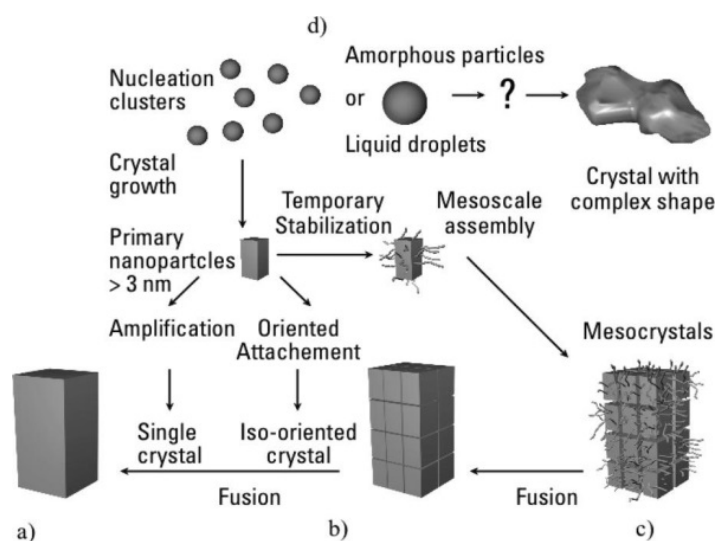 d)
Nucleation
clusters
or
Amorphous particles
?
Liquid droplets
Crystal with
complex shape
Crystal
growth
Temporary
Stabilization
Mesoscale
assembly
Primary
nanopartcles
> 3 nm
Amplification
Oriented
Attachement
Mesocrystals
Single
crystal
Iso-oriented
crystal
Fusion
Fusion
a)
b)
c)